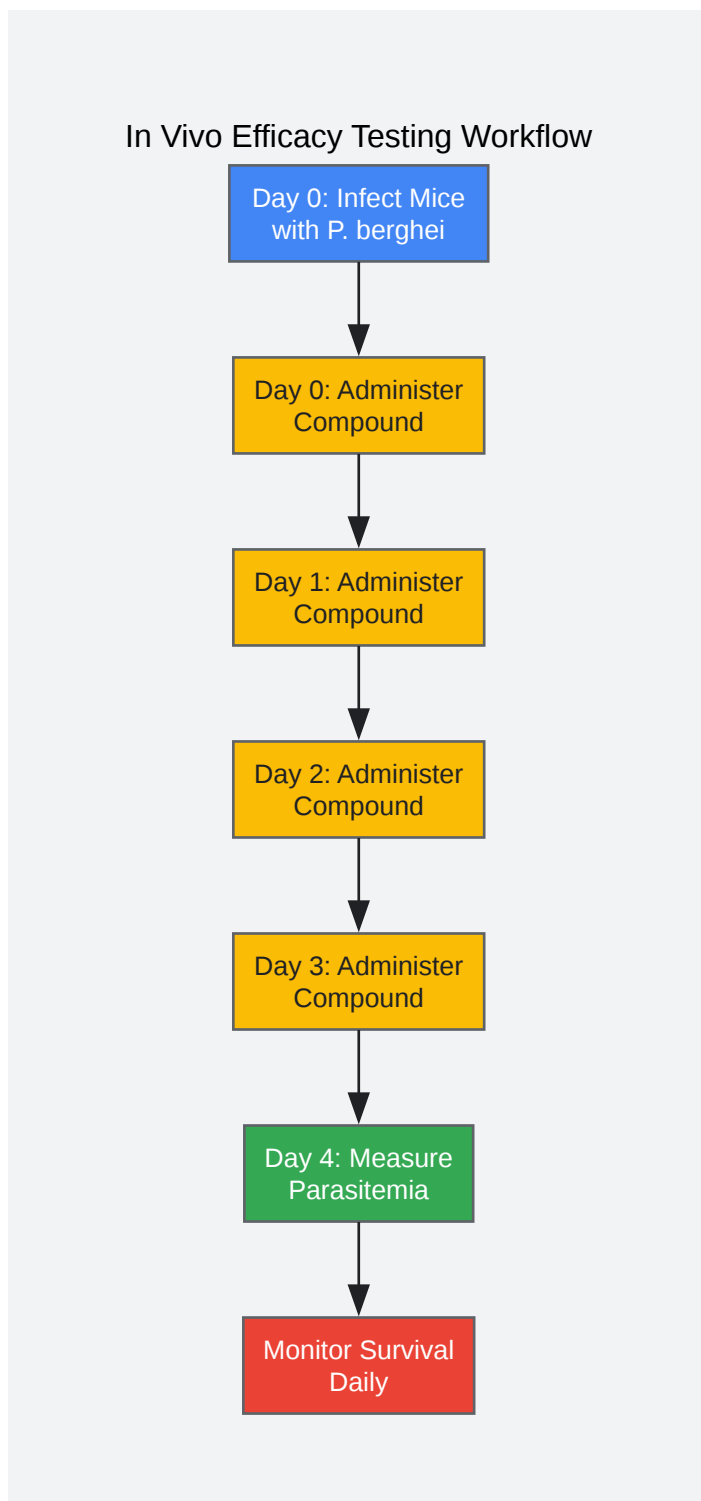 In Vivo Efficacy Testing Workflow
Day 0: Infect Mice
with P. berghei
Day 0: Administer
Compound
Day 1: Administer
Compound
Day 2: Administer
Compound
Day 3: Administer
Compound
Day 4: Measure
Parasitemia
Monitor Survival
Daily